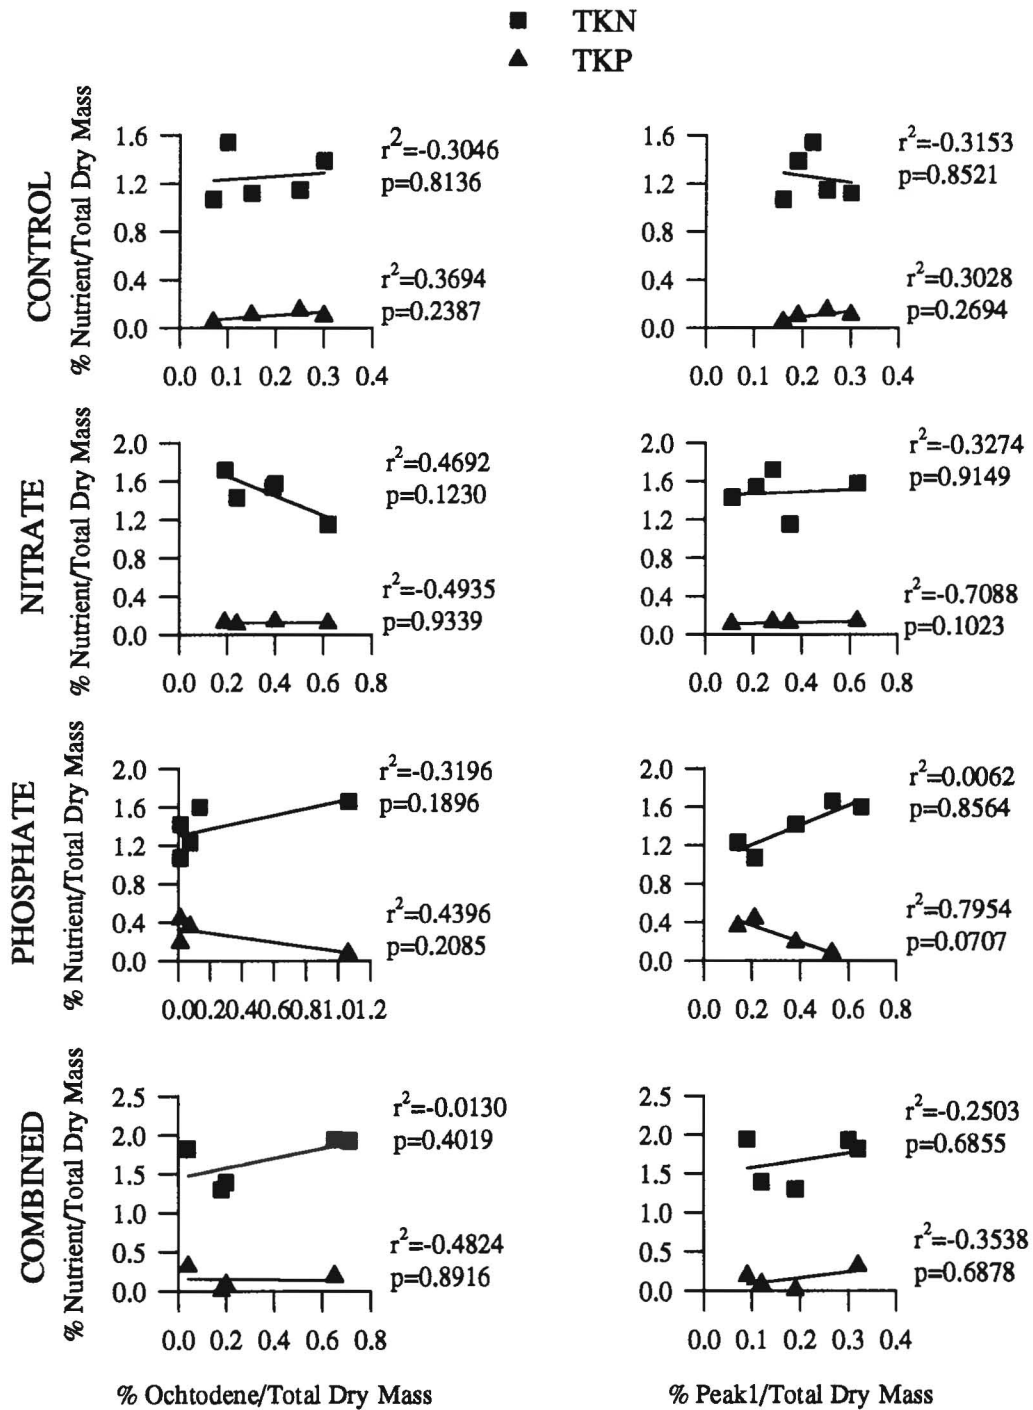 TKN
TKP
CONTROL
% Nutrient/Total Dry Mass
1.6
1.2
0.8
0.4
0.0
r2=-0.3046
p=0.8136
r2=0.3694
p=0.2387
0.0 0.1 0.2 0.3 0.4
1.6
1.2
0.8
0.4
0.0
r2=-0.3153
p=0.8521
r2=0.3028
p=0.2694
0.0 0.1 0.2 0.3 0.4
NITRATE
% Nutrient/Total Dry Mass
2.0
1.6
1.2
0.8
0.4
0.0
r2=0.4692
p=0.1230
r2=-0.4935
p=0.9339
0.0 0.2 0.4 0.6 0.8
2.0
1.6
1.2
0.8
0.4
0.0
r2=-0.3274
p=0.9149
r2=-0.7088
p=0.1023
0.0 0.2 0.4 0.6 0.8
PHOSPHATE
% Nutrient/Total Dry Mass
2.0
1.6
1.2
0.8
0.4
0.0
r2=-0.3196
p=0.1896
r2=0.4396
p=0.2085
0.00.20.40.60.81.01.2
2.0
1.6
1.2
0.8
0.4
0.0
r2=0.0062
p=0.8564
r2=0.7954
p=0.0707
0.0 0.2 0.4 0.6 0.8
COMBINED
% Nutrient/Total Dry Mass
2.5
2.0
1.5
1.0
0.5
0.0
r2=-0.0130
p=0.4019
r2=-0.4824
p=0.8916
0.0 0.2 0.4 0.6 0.8
2.5
2.0
1.5
1.0
0.5
0.0
r2=-0.2503
p=0.6855
r2=-0.3538
p=0.6878
0.0 0.1 0.2 0.3 0.4
% Ochtodene/Total Dry Mass
% Peak1/Total Dry Mass